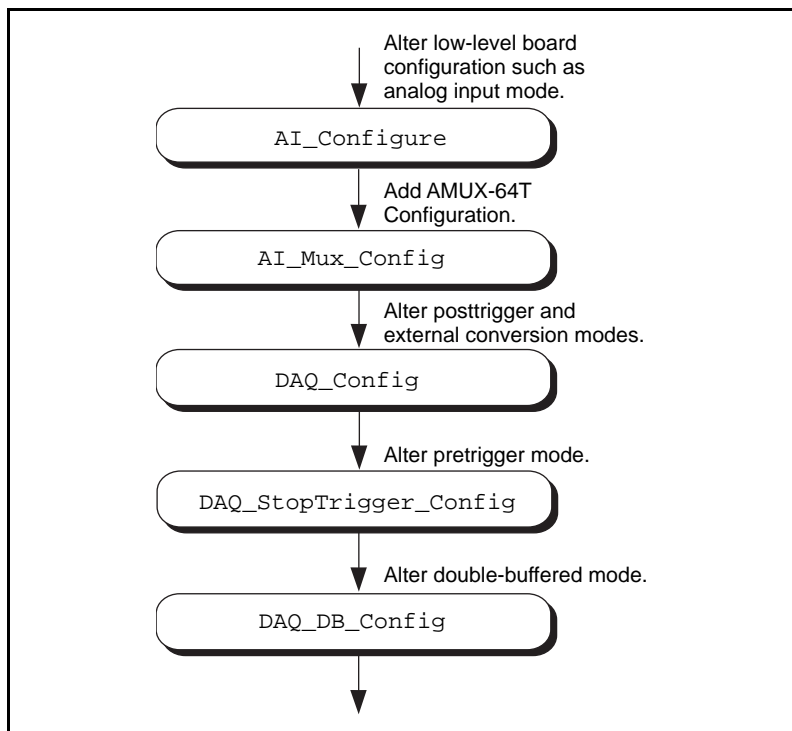 Alter low-level board
configuration such as
analog input mode.
AI_Configure
Add AMUX-64T
Configuration.
AI_Mux_Config
Alter posttrigger and
external conversion modes.
DAQ_Config
Alter pretrigger mode.
DAQ_StopTrigger_Config
Alter double-buffered mode.
DAQ_DB_Config